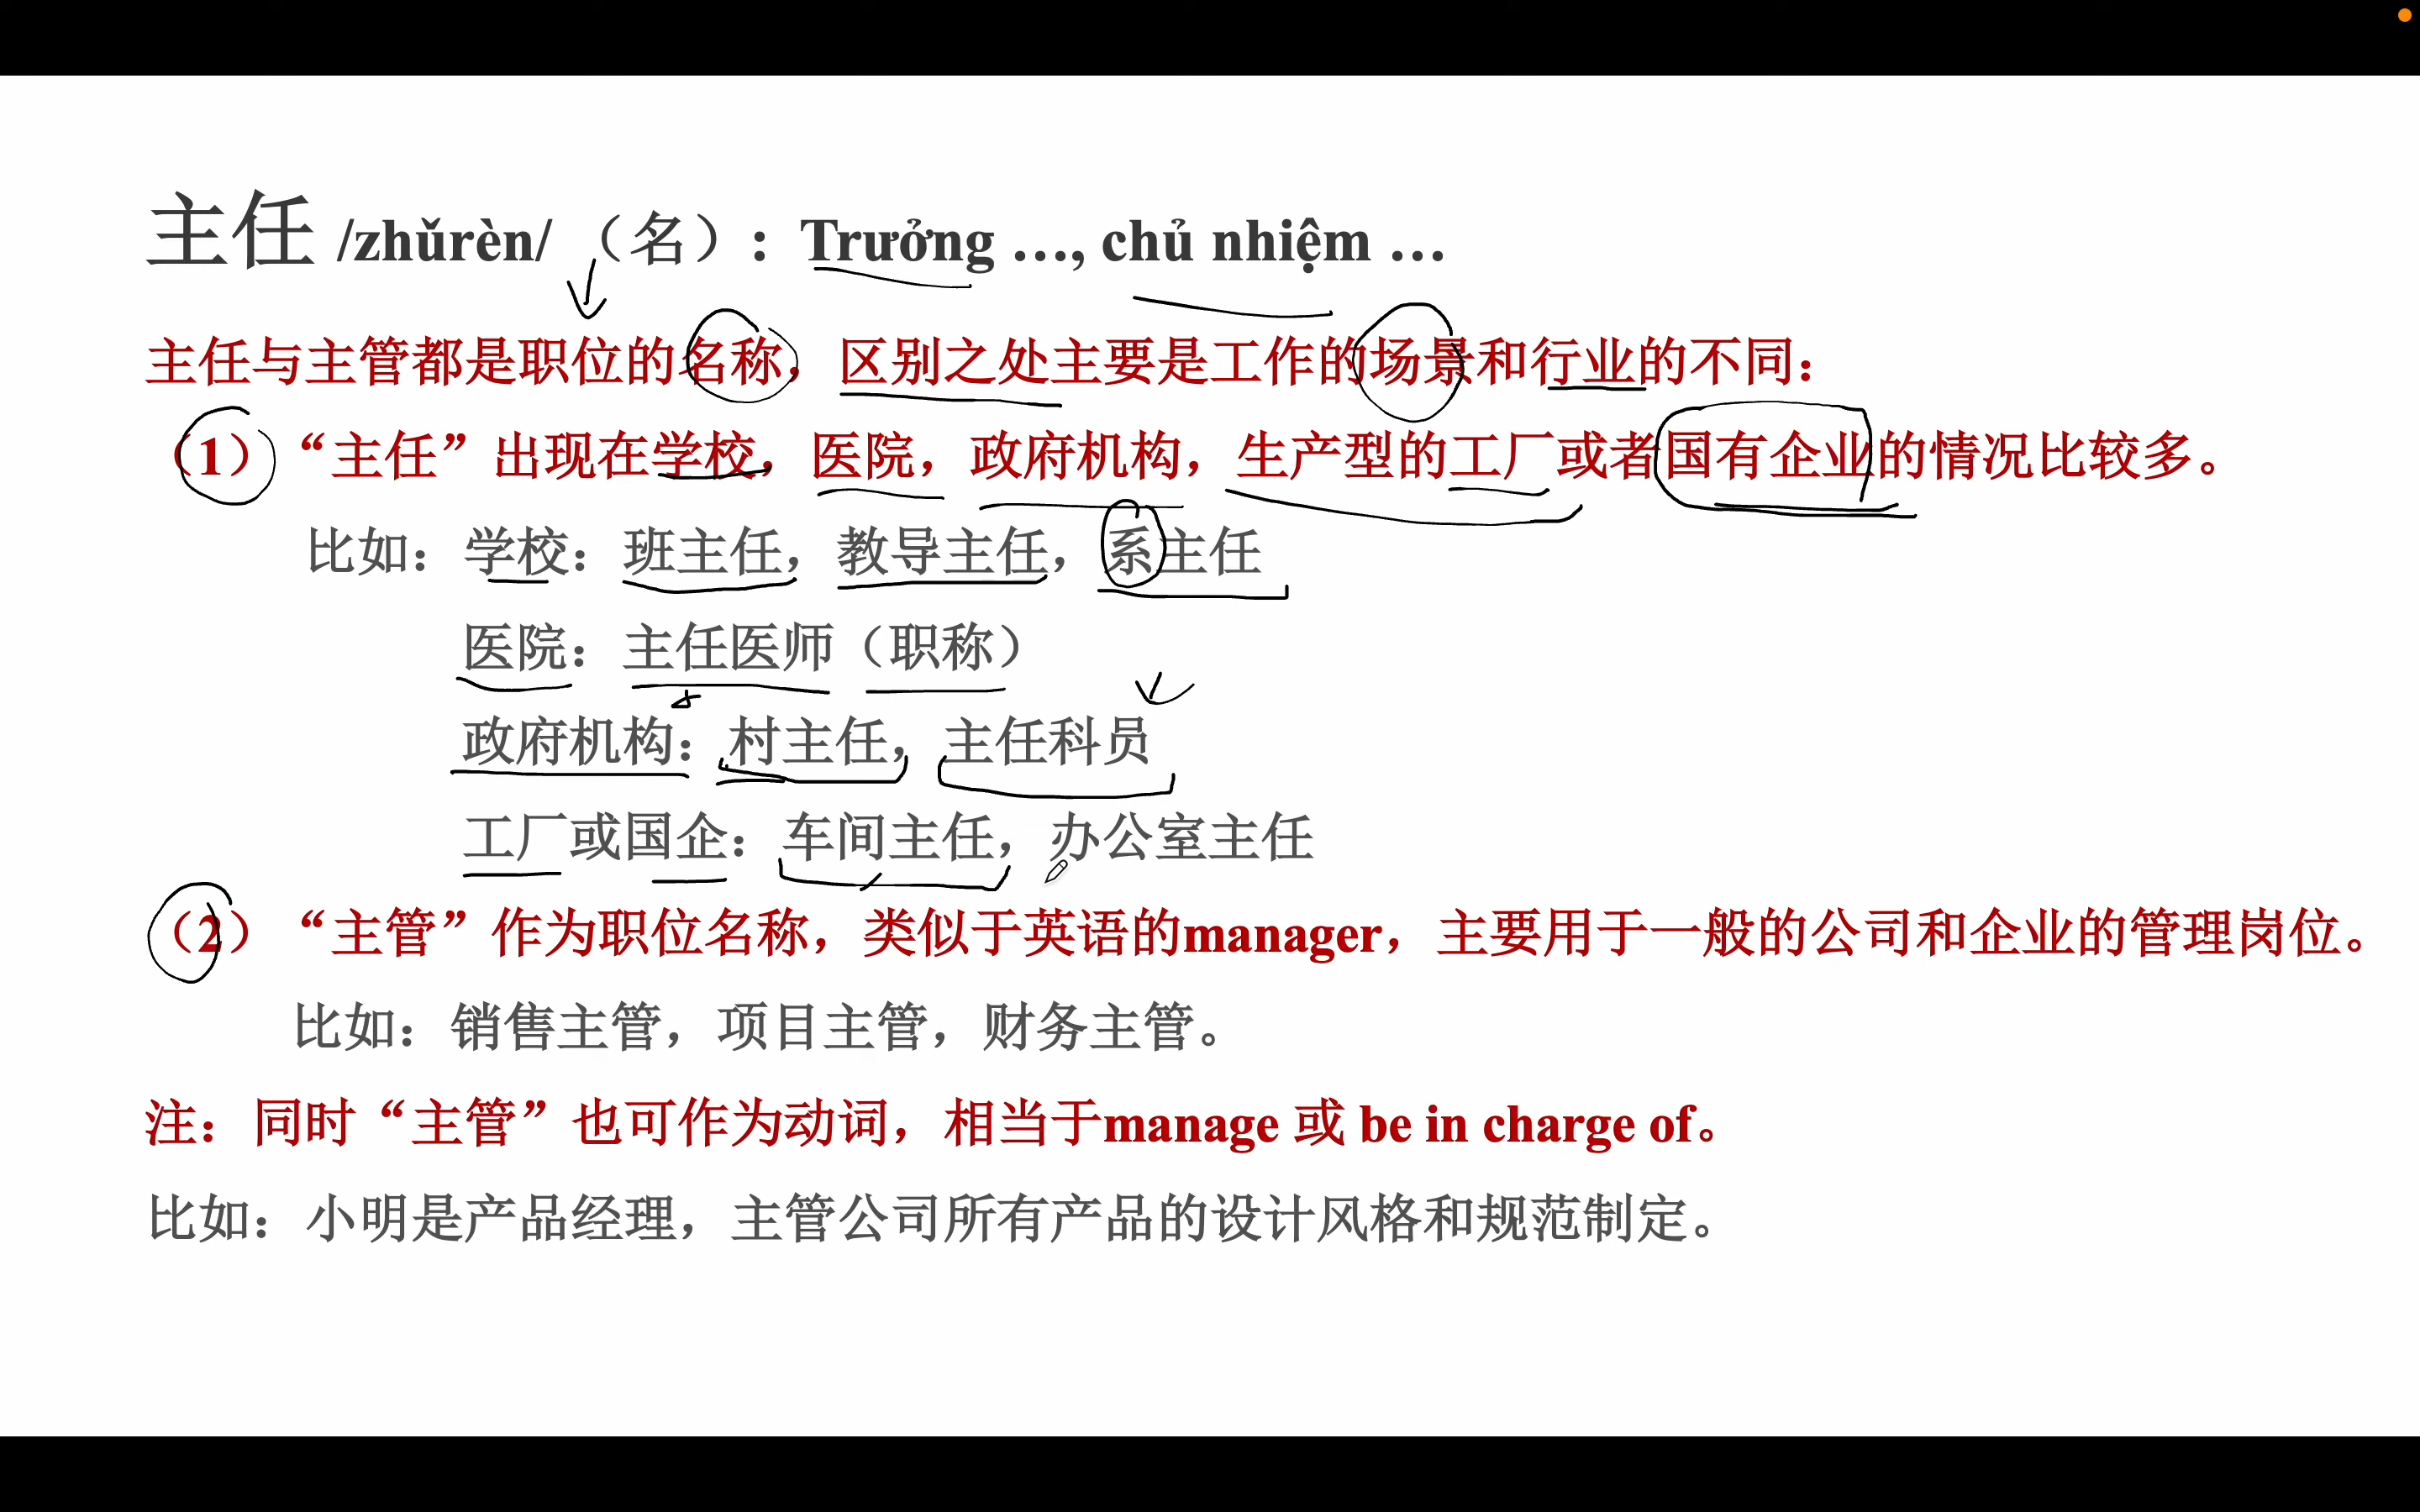 主任 /zhǔrèn/ （名）：Trưởng …, chủ nhiệm …
主任与主管都是职位的名称，区别之处主要是工作的场景和行业的不同：
（1）“主任”出现在学校，医院，政府机构，生产型的工厂或者国有企业的情况比较多。
比如：学校：班主任，教导主任，系主任
医院：主任医师（职称）
政府机构：村主任，主任科员
工厂或国企：车间主任，办公室主任
（2）“主管”作为职位名称，类似于英语的manager，主要用于一般的公司和企业的管理岗位。
比如：销售主管，项目主管，财务主管。
注：同时“主管”也可作为动词，相当于manage 或 be in charge of。
比如：小明是产品经理，主管公司所有产品的设计风格和规范制定。